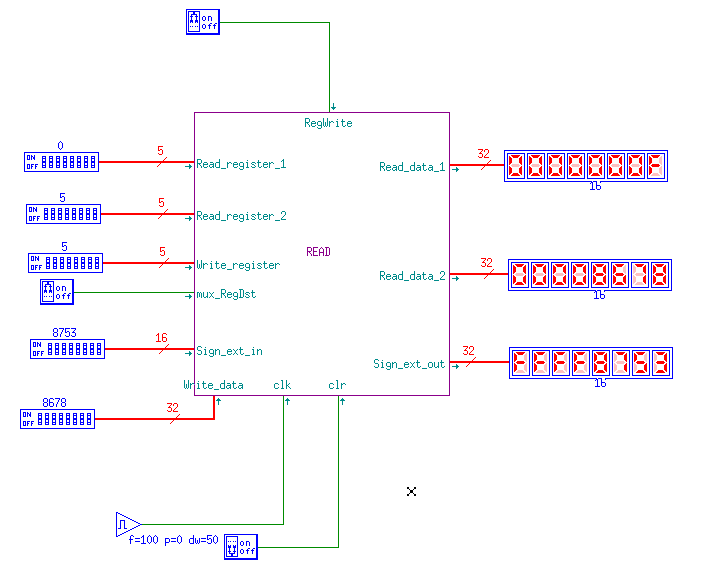 on
off
RegWrite
0
ON
OFF
5
Read_register_1
Read_data_1
32
0000000F
16
5
ON
OFF
5
Read_register_2
5
ON
OFF
5
Write_register
READ
Read_data_2
32
00008678
16
on
off
mux_RegDst
8753
ON
OFF
16
Sign_ext_in
Sign_ext_out
32
FFFF8753
16
Write_data
clk
clr
8678
ON
OFF
32
f=100 p=0 dw=50
on
off